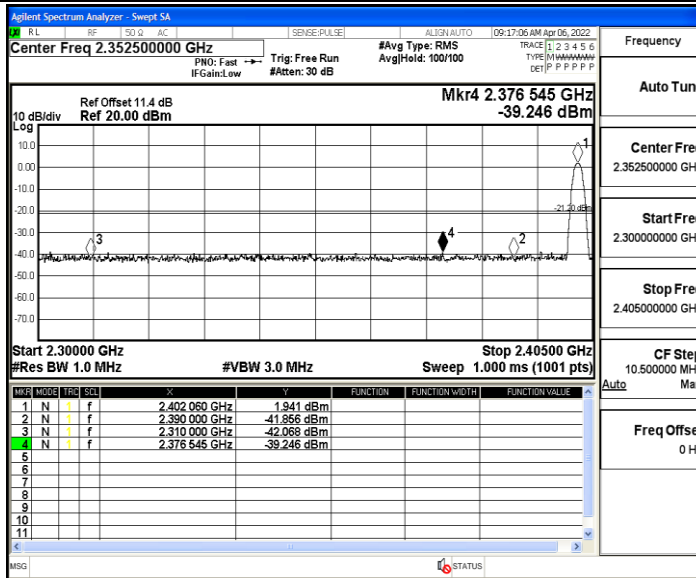 Agilent Spectrum Analyzer - Swept SA
RL RF 50 Ω AC SENSE:PULSE ALIGN AUTO 09:17:06 AM Apr 06, 2022
Center Freq 2.352500000 GHz
PNO: Fast
IFGain:Low
Trig: Free Run
#Atten: 30 dB
#Avg Type: RMS
Avg|Hold: 100/100
TRACE 1 2 3 4 5 6
TYPE M WWWWW
DET P P P P P P
Ref Offset 11.4 dB
10 dB/div Ref 20.00 dBm
Log
Mkr4 2.376 545 GHz
-39.246 dBm
10.0
0.00
-10.0
-20.0
-30.0
-40.0
-50.0
-60.0
-70.0
1
-21.20 dBm
3
4
2
Start 2.30000 GHz Stop 2.40500 GHz
#Res BW 1.0 MHz #VBW 3.0 MHz Sweep 1.000 ms (1001 pts)
MKR MODE TRC SCL X Y FUNCTION FUNCTION WIDTH FUNCTION VALUE
1 N 1 f 2.402 060 GHz 1.941 dBm
2 N 1 f 2.390 000 GHz -41.856 dBm
3 N 1 f 2.310 000 GHz -42.068 dBm
4 N 1 f 2.376 545 GHz -39.246 dBm
5
6
7
8
9
10
11
MSG STATUS
Frequency
Auto Tun
Center Fre
2.352500000 GH
Start Fre
2.300000000 GH
Stop Fre
2.405000000 GH
CF Step
10.500000 MH
Auto Ma
Freq Offse
0 H